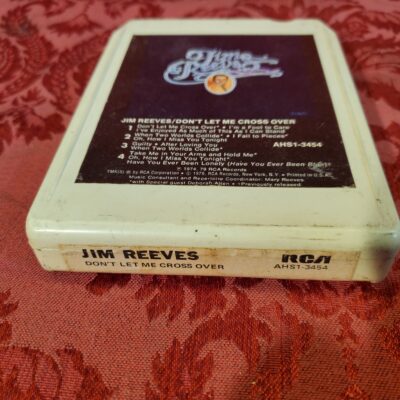 Jim
Reeves
JIM REEVES/DON'T LET ME CROSS OVER
AHS1-3454
1 Don't Let Me Cross Over* • I'm a Fool to Care
I've Enjoyed As Much of This As I Can Stand
2 When Two Worlds Collide* • I Fall to Pieces
Oh, How I Miss You Tonight*
3 Guilty • After Loving You
When Two Worlds Collide*
4 Take Me in Your Arms and Hold Me*
Oh, How I Miss You Tonight*
Have You Ever Been Lonely (Have You Ever Been Blue)
TMK(S) ® by RCA Corporation • © 1979, RCA Records, New York, N.Y. • Printed in U.S.A.
Music Consultant and Repertoire Coordinator: Mary Reeves
*with Special guest Deborah Allen • Previously released
JIM REEVES
DON'T LET ME CROSS OVER
RCA
AHS1-3454